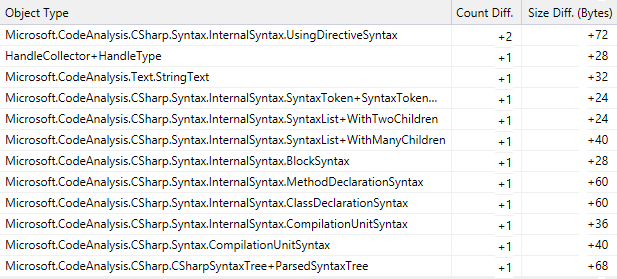 Object Type Count Diff. Size Diff. (Bytes)
Microsoft.CodeAnalysis.CSharp.Syntax.InternalSyntax.UsingDirectiveSyntax +2 +72
HandleCollector+HandleType +1 +28
Microsoft.CodeAnalysis.Text.StringText +1 +32
Microsoft.CodeAnalysis.CSharp.Syntax.InternalSyntax.SyntaxToken+SyntaxToken... +1 +24
Microsoft.CodeAnalysis.CSharp.Syntax.InternalSyntax.SyntaxList+WithTwoChildren +1 +24
Microsoft.CodeAnalysis.CSharp.Syntax.InternalSyntax.SyntaxList+WithManyChildren +1 +40
Microsoft.CodeAnalysis.CSharp.Syntax.InternalSyntax.BlockSyntax +1 +28
Microsoft.CodeAnalysis.CSharp.Syntax.InternalSyntax.MethodDeclarationSyntax +1 +60
Microsoft.CodeAnalysis.CSharp.Syntax.InternalSyntax.ClassDeclarationSyntax +1 +60
Microsoft.CodeAnalysis.CSharp.Syntax.InternalSyntax.CompilationUnitSyntax +1 +36
Microsoft.CodeAnalysis.CSharp.Syntax.CompilationUnitSyntax +1 +40
Microsoft.CodeAnalysis.CSharp.CSharpSyntaxTree+ParsedSyntaxTree +1 +68